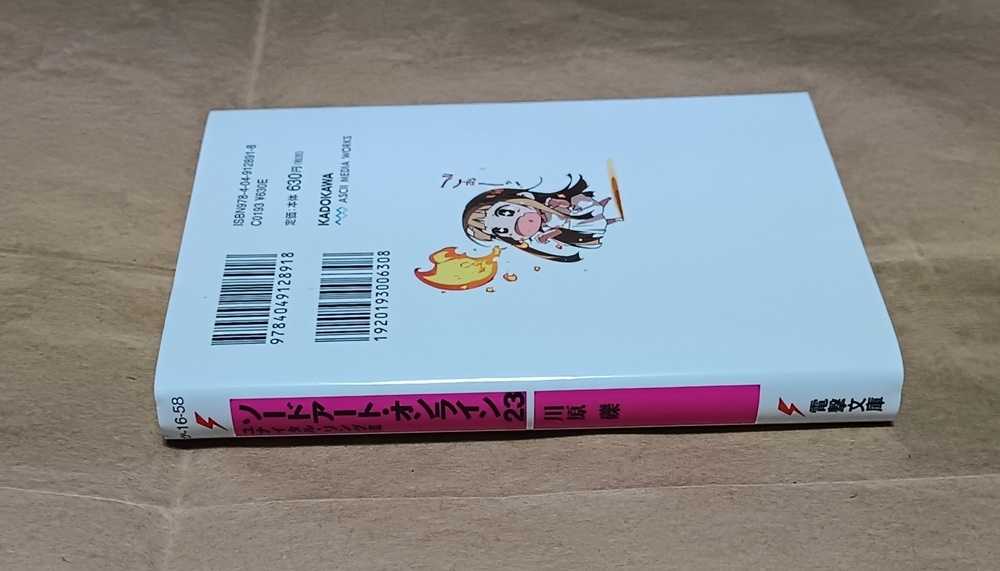 ISBN978-4-04-912891-8
C0193 ¥630E
定価:本体630円(税別)
KADOKAWA
ASCII MEDIA WORKS
9784049128918
1920193006308
-16-58
ソードアート・オンライン23
ユナイタル・リングⅡ
川原 礫
電撃文庫